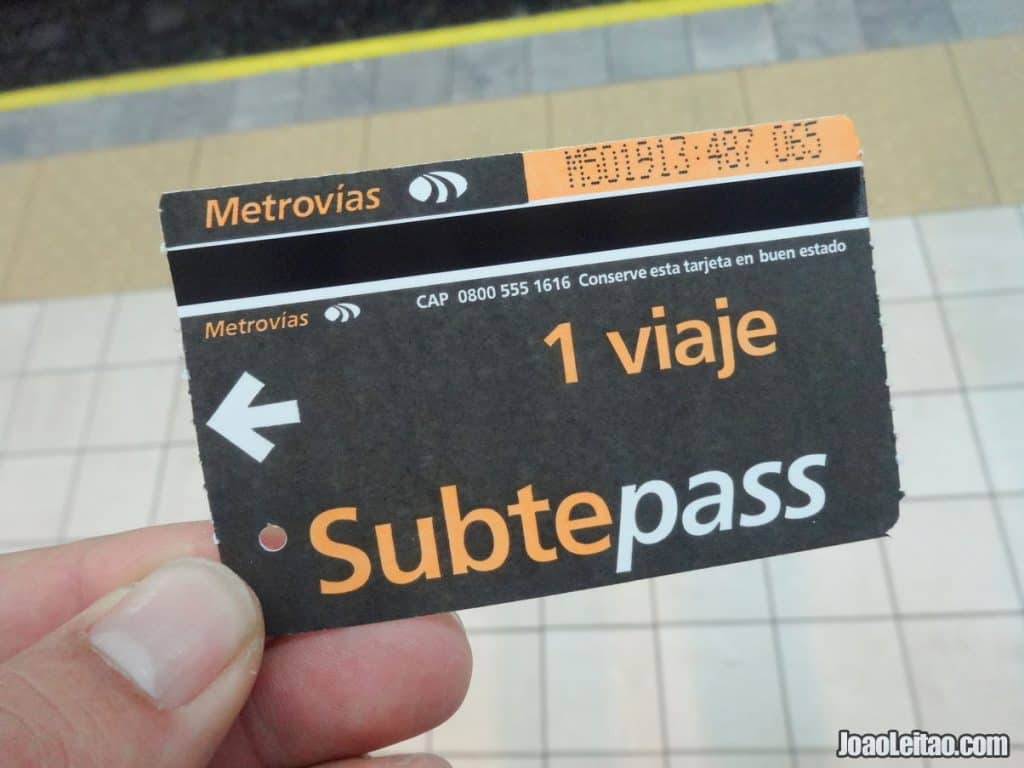 Metrovías
M501913:487.065
CAP 0800 555 1616 Conserve esta tarjeta en buen estado
Metrovías
1 viaje
Subtepass
JoaoLeitao.com